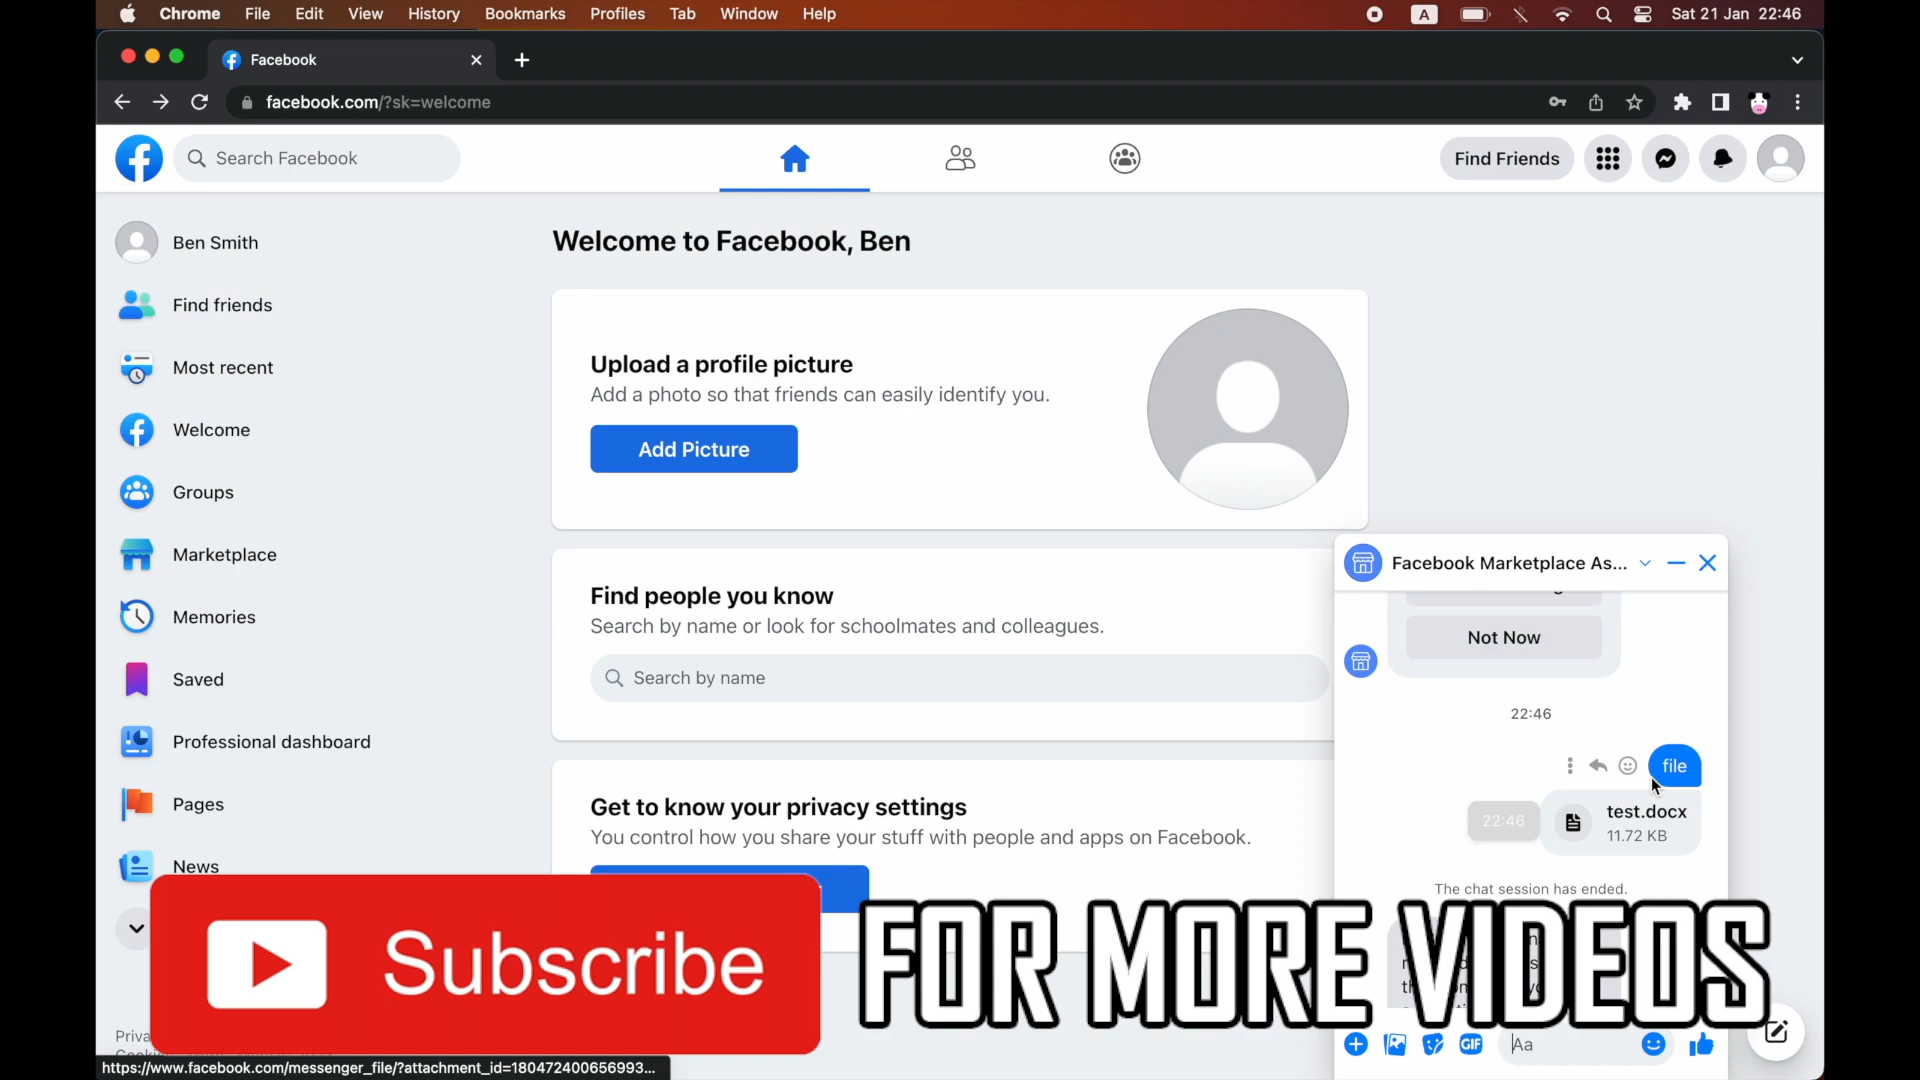 Chrome File Edit View History Bookmarks Profiles Tab Window Help A Sat 21 Jan 22:46
Facebook
facebook.com/?sk=welcome
Search Facebook
Find Friends
Ben Smith
Find friends
Most recent
Welcome
Groups
Marketplace
Memories
Saved
Professional dashboard
Pages
News
Welcome to Facebook, Ben
Upload a profile picture
Add a photo so that friends can easily identify you.
Add Picture
Find people you know
Search by name or look for schoolmates and colleagues.
Search by name
Get to know your privacy settings
You control how you share your stuff with people and apps on Facebook.
Facebook Marketplace As...
Not Now
22:46
file
22:46
test.docx
11.72 KB
The chat session has ended.
GIF
Aa
Subscribe
FOR MORE VIDEOS
https://www.facebook.com/messenger_file/?attachment_id=180472400656993...